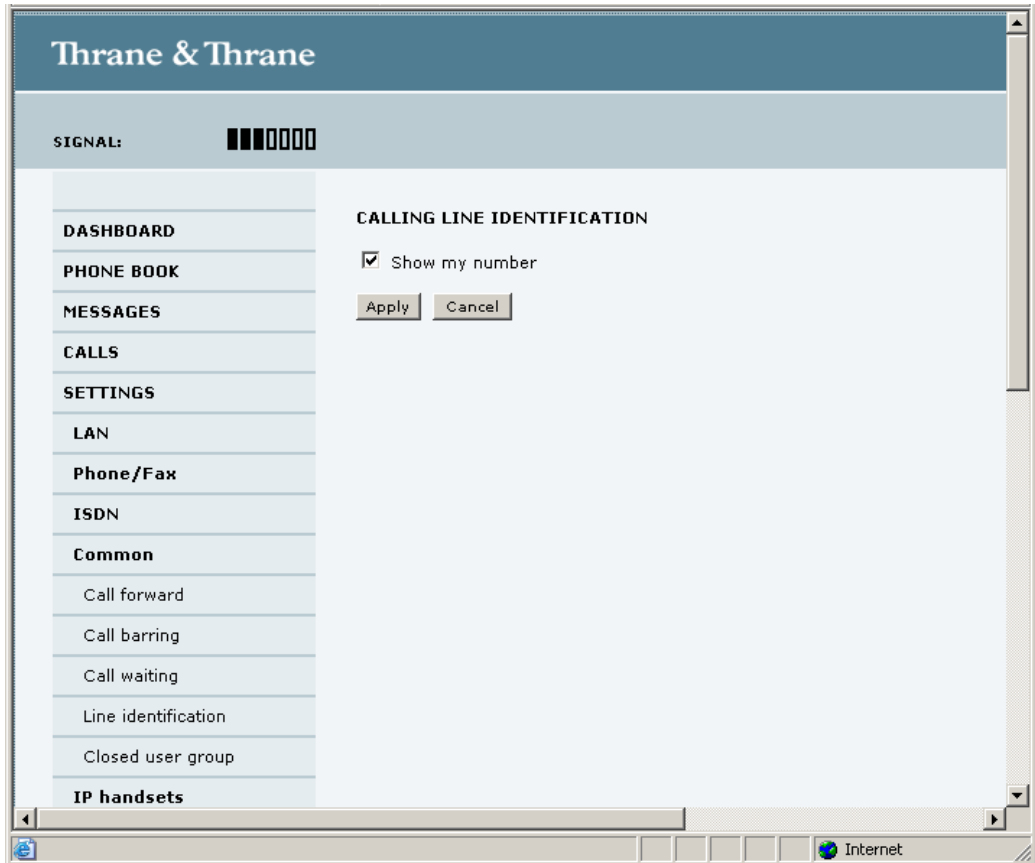 Thrane & Thrane
SIGNAL:
DASHBOARD
PHONE BOOK
MESSAGES
CALLS
SETTINGS
LAN
Phone/Fax
ISDN
Common
Call forward
Call barring
Call waiting
Line identification
Closed user group
IP handsets
CALLING LINE IDENTIFICATION
Show my number
Apply Cancel
Internet